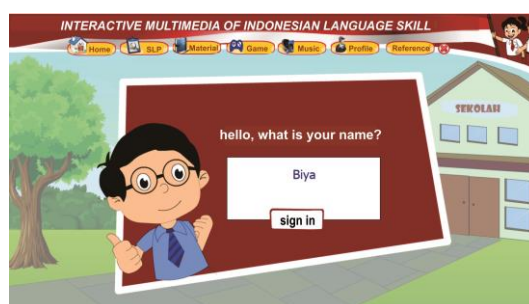 INTERACTIVE MULTIMEDIA OF INDONESIAN LANGUAGE SKILL
Home SLP Material Game Music Profile Reference
SEKOLAH
hello, what is your name?
Biya
sign in